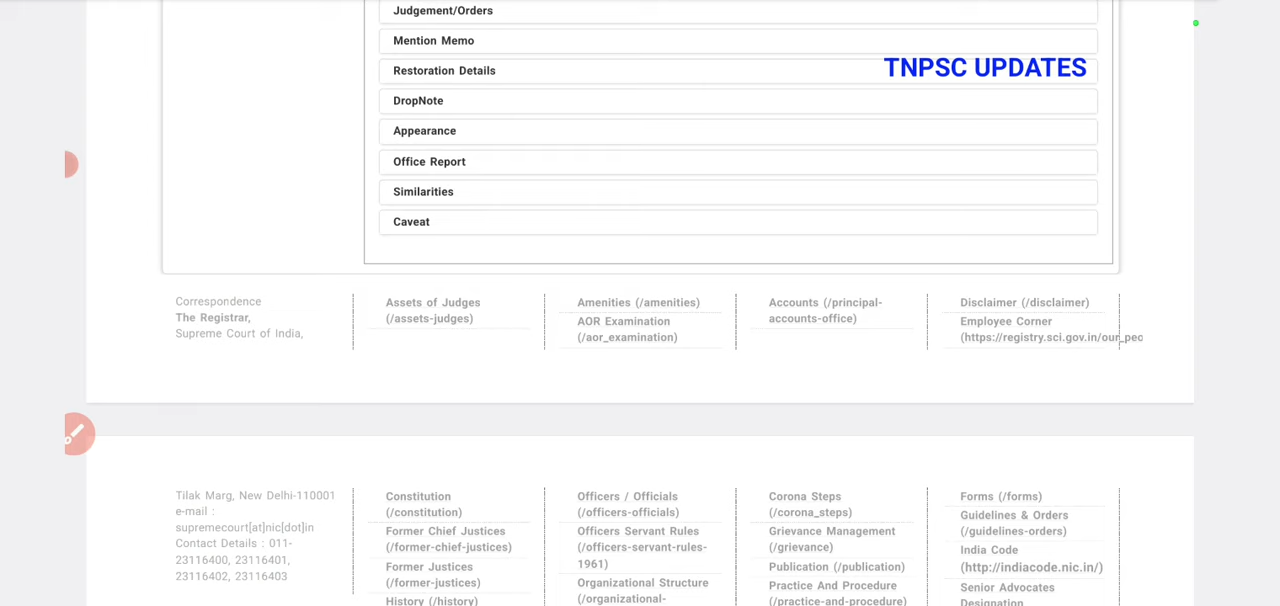 Judgement/Orders
Mention Memo
Restoration Details
TNPSC UPDATES
DropNote
Appearance
Office Report
Similarities
Caveat
Correspondence
The Registrar,
Supreme Court of India,
Assets of Judges
(/assets-judges)
Amenities (/amenities)
AOR Examination
(/aor_examination)
Accounts (/principal-
accounts-office)
Disclaimer (/disclaimer)
Employee Corner
(https://registry.sci.gov.in/our_pec
Tilak Marg, New Delhi-110001
e-mail :
supremecourt[at]nic[dot]in
Contact Details : 011-
23116400, 23116401,
23116402, 23116403
Constitution
(/constitution)
Former Chief Justices
(/former-chief-justices)
Former Justices
(/former-justices)
History (/history)
Officers / Officials
(/officers-officials)
Officers Servant Rules
(/officers-servant-rules-
1961)
Organizational Structure
(/organizational-
Corona Steps
(/corona_steps)
Grievance Management
(/grievance)
Publication (/publication)
Practice And Procedure
(/practice-and-procedure)
Forms (/forms)
Guidelines & Orders
(/guidelines-orders)
India Code
(http://indiacode.nic.in/)
Senior Advocates
Designation